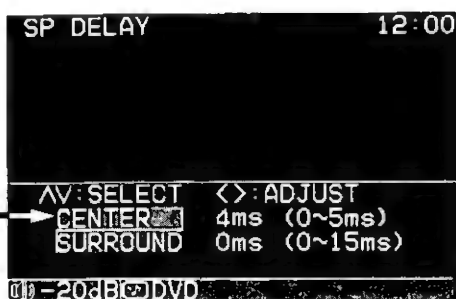 SP DELAY 12:00
∧∨:SELECT <>:ADJUST
CENTER 4ms (0~5ms)
SURROUND 0ms (0~15ms)
-20dB DVD